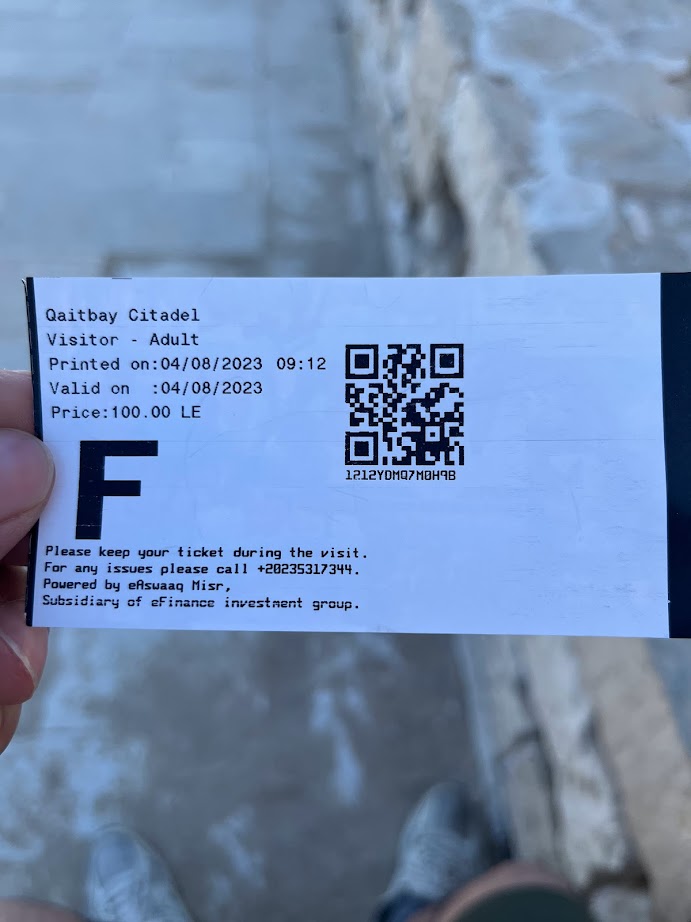 Qaitbay Citadel
Visitor - Adult
Printed on:04/08/2023 09:12
Valid on  :04/08/2023
Price:100.00 LE
1212YDMQ7M0H9B
F
Please keep your ticket during the visit.
For any issues please call +20235317344.
Powered by eAswaaq Misr,
Subsidiary of eFinance investment group.